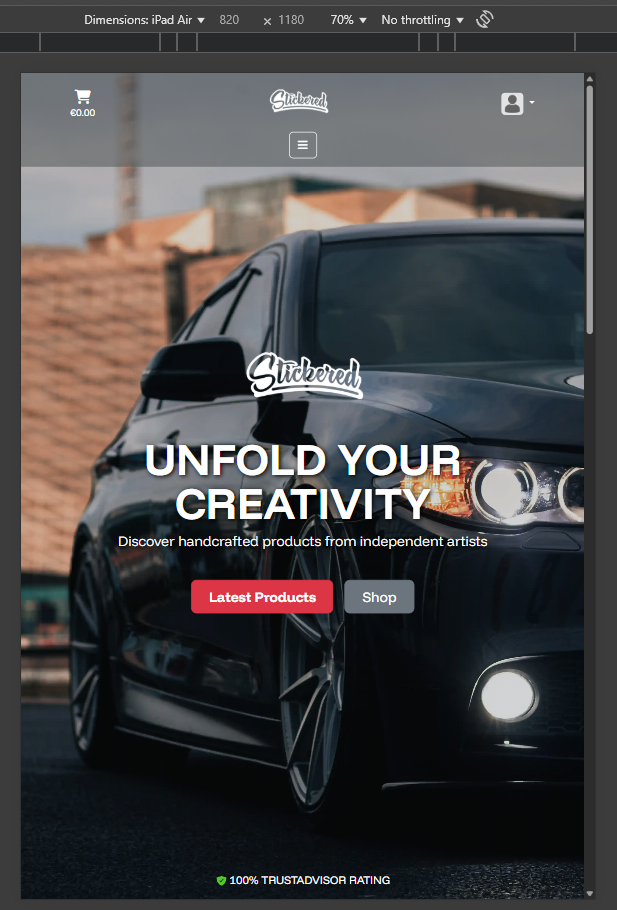 Dimensions: iPad Air 820 × 1180 70% No throttling
€0.00
Stickered
Stickered
UNFOLD YOUR
CREATIVITY
Discover handcrafted products from independent artists
Latest Products Shop
100% TRUSTADVISOR RATING